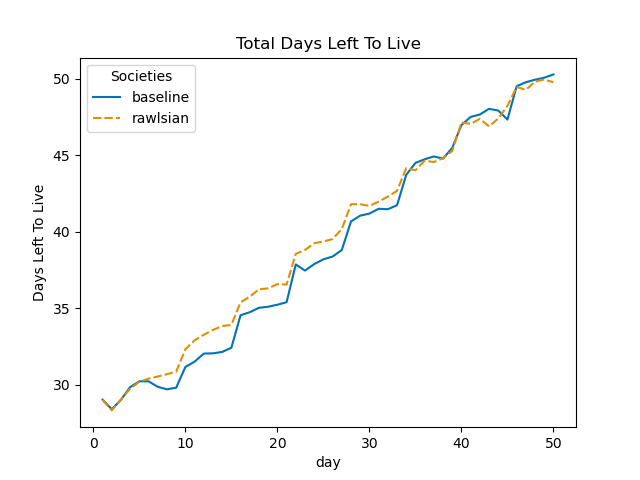 Total Days Left To Live
Societies
baseline
rawlsian
Days Left To Live
50
45
40
35
30
0 10 20 30 40 50
day